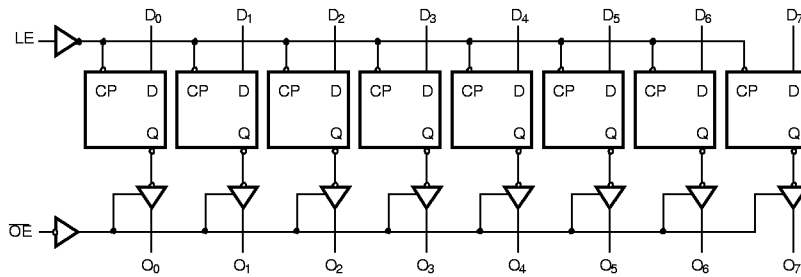 D0 D1 D2 D3 D4 D5 D6 D7
LE
CP D CP D CP D CP D CP D CP D CP D CP D
Q Q Q Q Q Q Q Q
OE
O0 O1 O2 O3 O4 O5 O6 O7